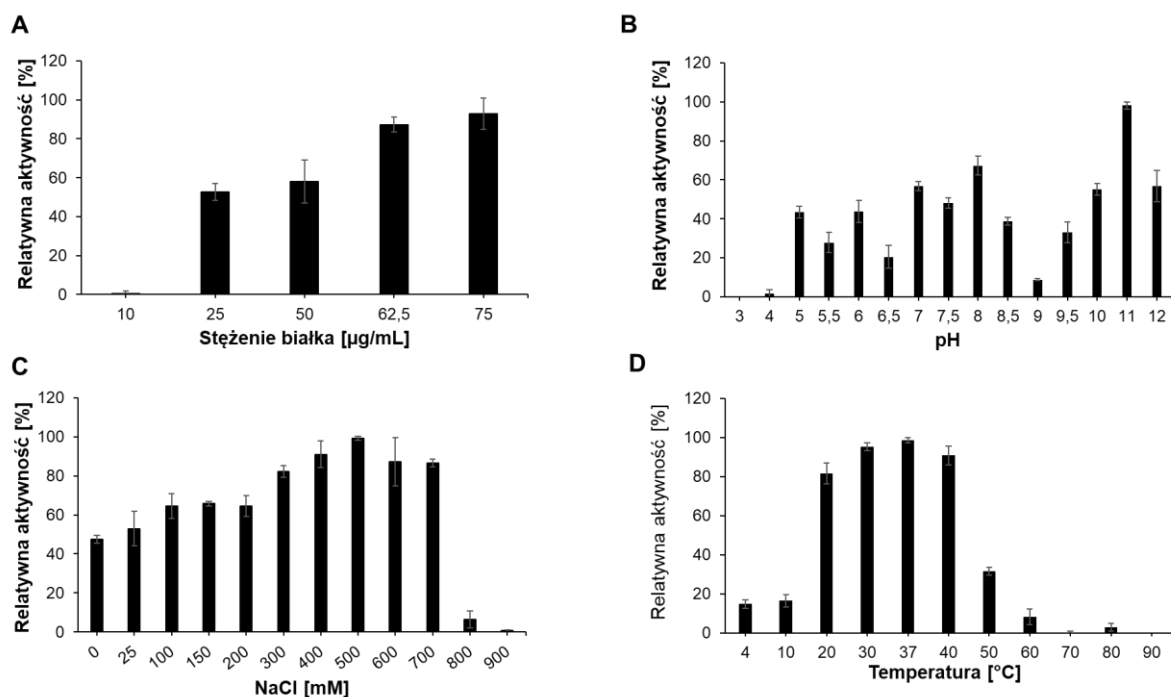 A
Relatywna aktywność [%]
120
100
80
60
40
20
0
10 25 50 62,5 75
Stężenie białka [µg/mL]
B
Relatywna aktywność [%]
120
100
80
60
40
20
0
3 4 5 5,5 6 6,5 7 7,5 8 8,5 9 9,5 10 11 12
pH
C
Relatywna aktywność [%]
120
100
80
60
40
20
0
0 25 100 150 200 300 400 500 600 700 800 900
NaCl [mM]
D
Relatywna aktywność [%]
120
100
80
60
40
20
0
4 10 20 30 37 40 50 60 70 80 90
Temperatura [°C]